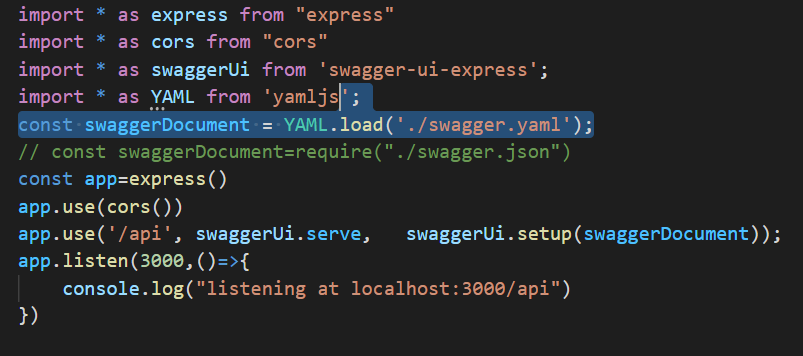 import * as express from "express"
import * as cors from "cors"
import * as swaggerUi from 'swagger-ui-express';
import * as YAML from 'yamljs';
const swaggerDocument = YAML.load('./swagger.yaml');
// const swaggerDocument=require("./swagger.json")
const app=express()
app.use(cors())
app.use('/api', swaggerUi.serve,   swaggerUi.setup(swaggerDocument));
app.listen(3000,()=>{
    console.log("listening at localhost:3000/api")
})